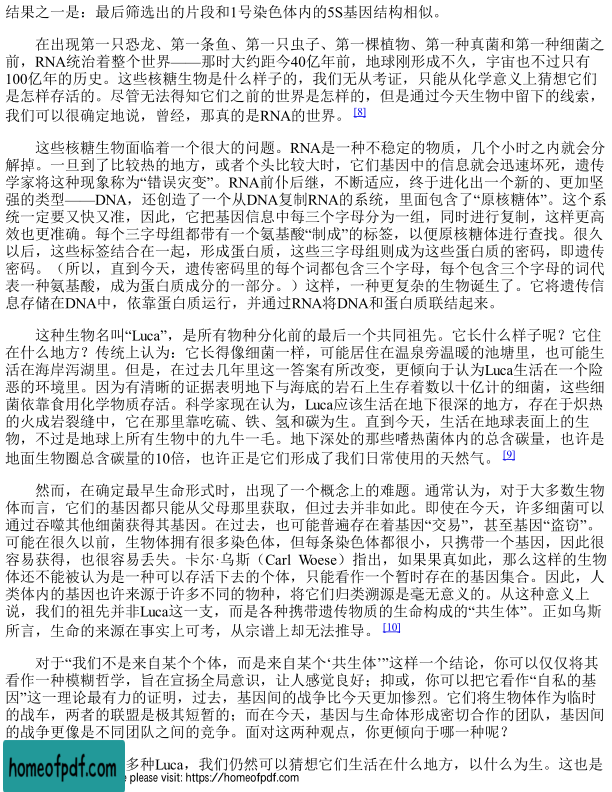 结果之一是：最后筛选出的片段和1号染色体内的5S基因结构相似。
在出现第一只恐龙、第一条鱼、第一只虫子、第一棵植物、第一种真菌和第一种细菌之
前，RNA统治着整个世界——那时大约距今40亿年前，地球刚形成不久，宇宙也不过只有
100亿年的历史。这些核糖生物是什么样子的，我们无从考证，只能从化学意义上猜想它们
是怎样存活的。尽管无法得知它们之前的世界是怎样的，但是通过今天生物中留下的线索，
我们可以很确定地说，曾经，那真的是RNA的世界。 [8]
这些核糖生物面临着一个很大的问题。RNA是一种不稳定的物质，几个小时之内就会分
解掉。一旦到了比较热的地方，或者个头比较大时，它们基因中的信息就会迅速坏死，遗传
学家将这种现象称为“错误灾变”。RNA前仆后继，不断适应，终于进化出一个新的、更加坚
强的类型——DNA，还创造了一个从DNA复制RNA的系统，里面包含了“原核糖体”。这个系
统一定要又快又准，因此，它把基因信息中每三个字母分为一组，同时进行复制，这样更高
效也更准确。每个三字母组都带有一个氨基酸“制成”的标签，以便原核糖体进行查找。很久
以后，这些标签结合在一起，形成蛋白质，这些三字母组则成为这些蛋白质的密码，即遗传
密码。（所以，直到今天，遗传密码里的每个词都包含三个字母，每个包含三个字母的词代
表一种氨基酸，成为蛋白质成分的一部分。）这样，一种更复杂的生物诞生了。它将遗传信
息存储在DNA中，依靠蛋白质运行，并通过RNA将DNA和蛋白质联结起来。
这种生物名叫“Luca”，是所有物种分化前的最后一个共同祖先。它长什么样子呢？它住
在什么地方？传统上认为：它长得像细菌一样，可能居住在温泉旁温暖的池塘里，也可能生
活在海岸泻湖里。但是，在过去几年里这一答案有所改变，更倾向于认为Luca生活在一个险
恶的环境里。因为有清晰的证据表明地下与海底的岩石上生存着数以十亿计的细菌，这些细
菌依靠食用化学物质存活。科学家现在认为，Luca应该生活在地下很深的地方，存在于炽热
的火成岩裂缝中，它在那里靠吃硫、铁、氢和碳为生。直到今天，生活在地球表面上的生
物，不过是地球上所有生物中的九牛一毛。地下深处的那些嗜热菌体内的总含碳量，也许是
地面生物圈总含碳量的10倍，也许正是它们形成了我们日常使用的天然气。 [9]
然而，在确定最早生命形式时，出现了一个概念上的难题。通常认为，对于大多数生物
体而言，它们的基因都只能从父母那里获取，但过去并非如此。即使在今天，许多细菌可以
通过吞噬其他细菌获得其基因。在过去，也可能普遍存在着基因“交易”，甚至基因“盗窃”。
可能在很久以前，生物体拥有很多染色体，但每条染色体都很小，只携带一个基因，因此很
容易获得，也很容易丢失。卡尔·乌斯（Carl Woese）指出，如果果真如此，那么这样的生物
体还不能被认为是一种可以存活下去的个体，只能看作一个暂时存在的基因集合。因此，人
类体内的基因也许来源于许多不同的物种，将它们归类溯源是毫无意义的。从这种意义上
说，我们的祖先并非Luca这一支，而是各种携带遗传物质的生命构成的“共生体”。正如乌斯
所言，生命的来源在事实上可考，从宗谱上却无法推导。 [10]
对于“我们不是来自某个个体，而是来自某个‘共生体’”这样一个结论，你可以仅仅将其
看作一种模糊哲学，旨在宣扬全局意识，让人感觉良好；抑或，你可以把它看作“自私的基
因”这一理论最有力的证明，过去，基因间的战争比今天更加惨烈。它们将生物体作为临时
的战车，两者的联盟是极其短暂的；而在今天，基因与生命体形成密切合作的团队，基因间
的战争更像是不同团队之间的竞争。面对这两种观点，你更倾向于哪一种呢？
多种Luca，我们仍然可以猜想它们生活在什么地方，以什么为生。这也是
homeofpdf.com
please visit: https://homeofpdf.com